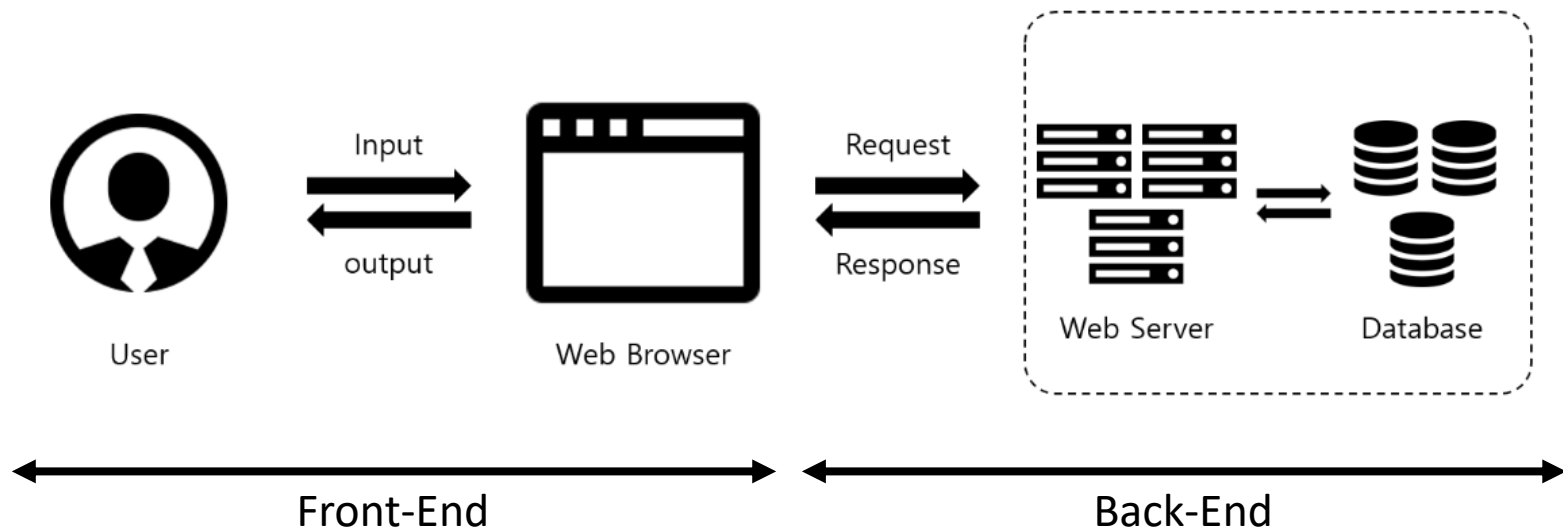 Input
output
User
Web Browser
Request
Response
Web Server
Database
Front-End
Back-End